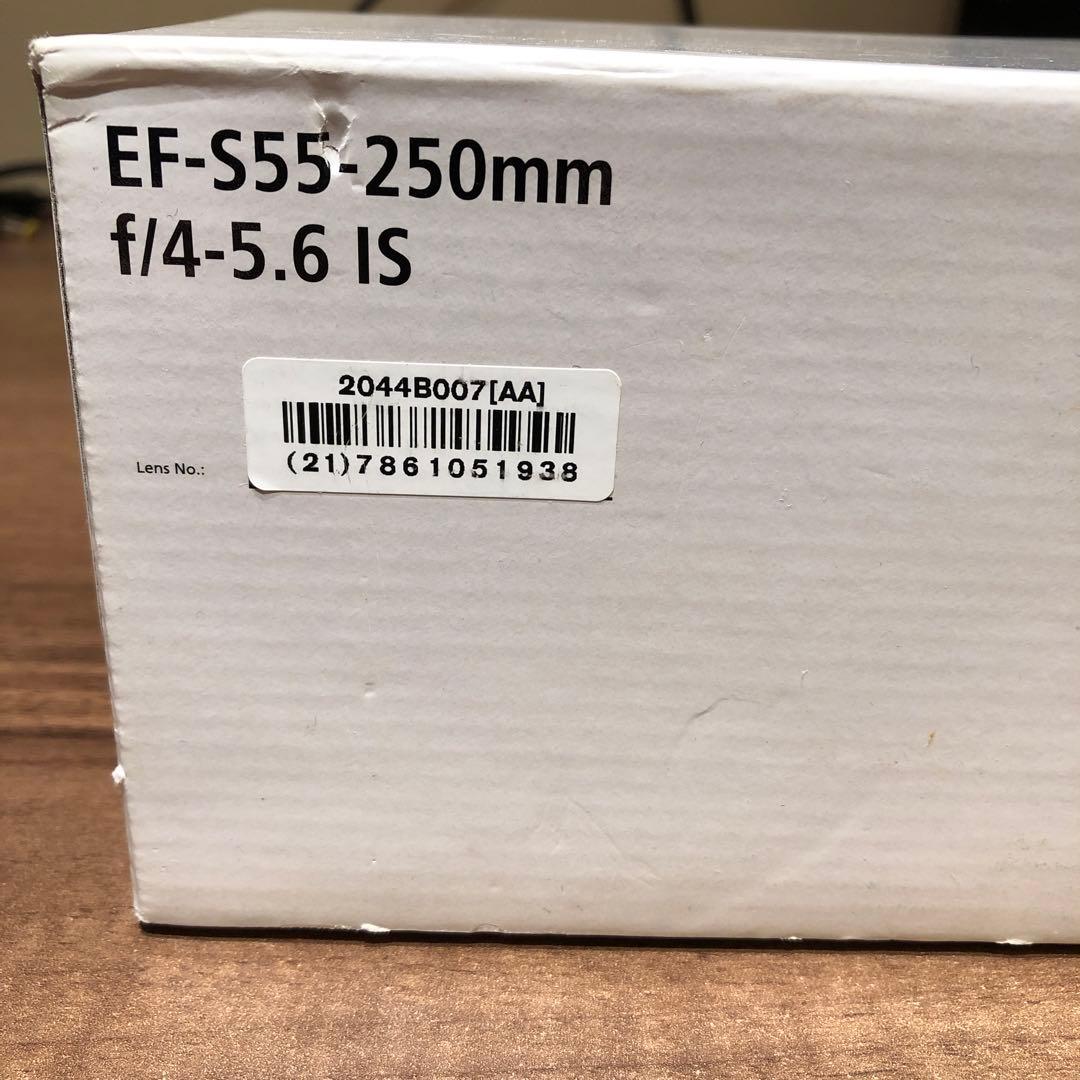 EF-S55-250mm
f/4-5.6 IS
2044B007[AA]
Lens No.:
(21)7861051938